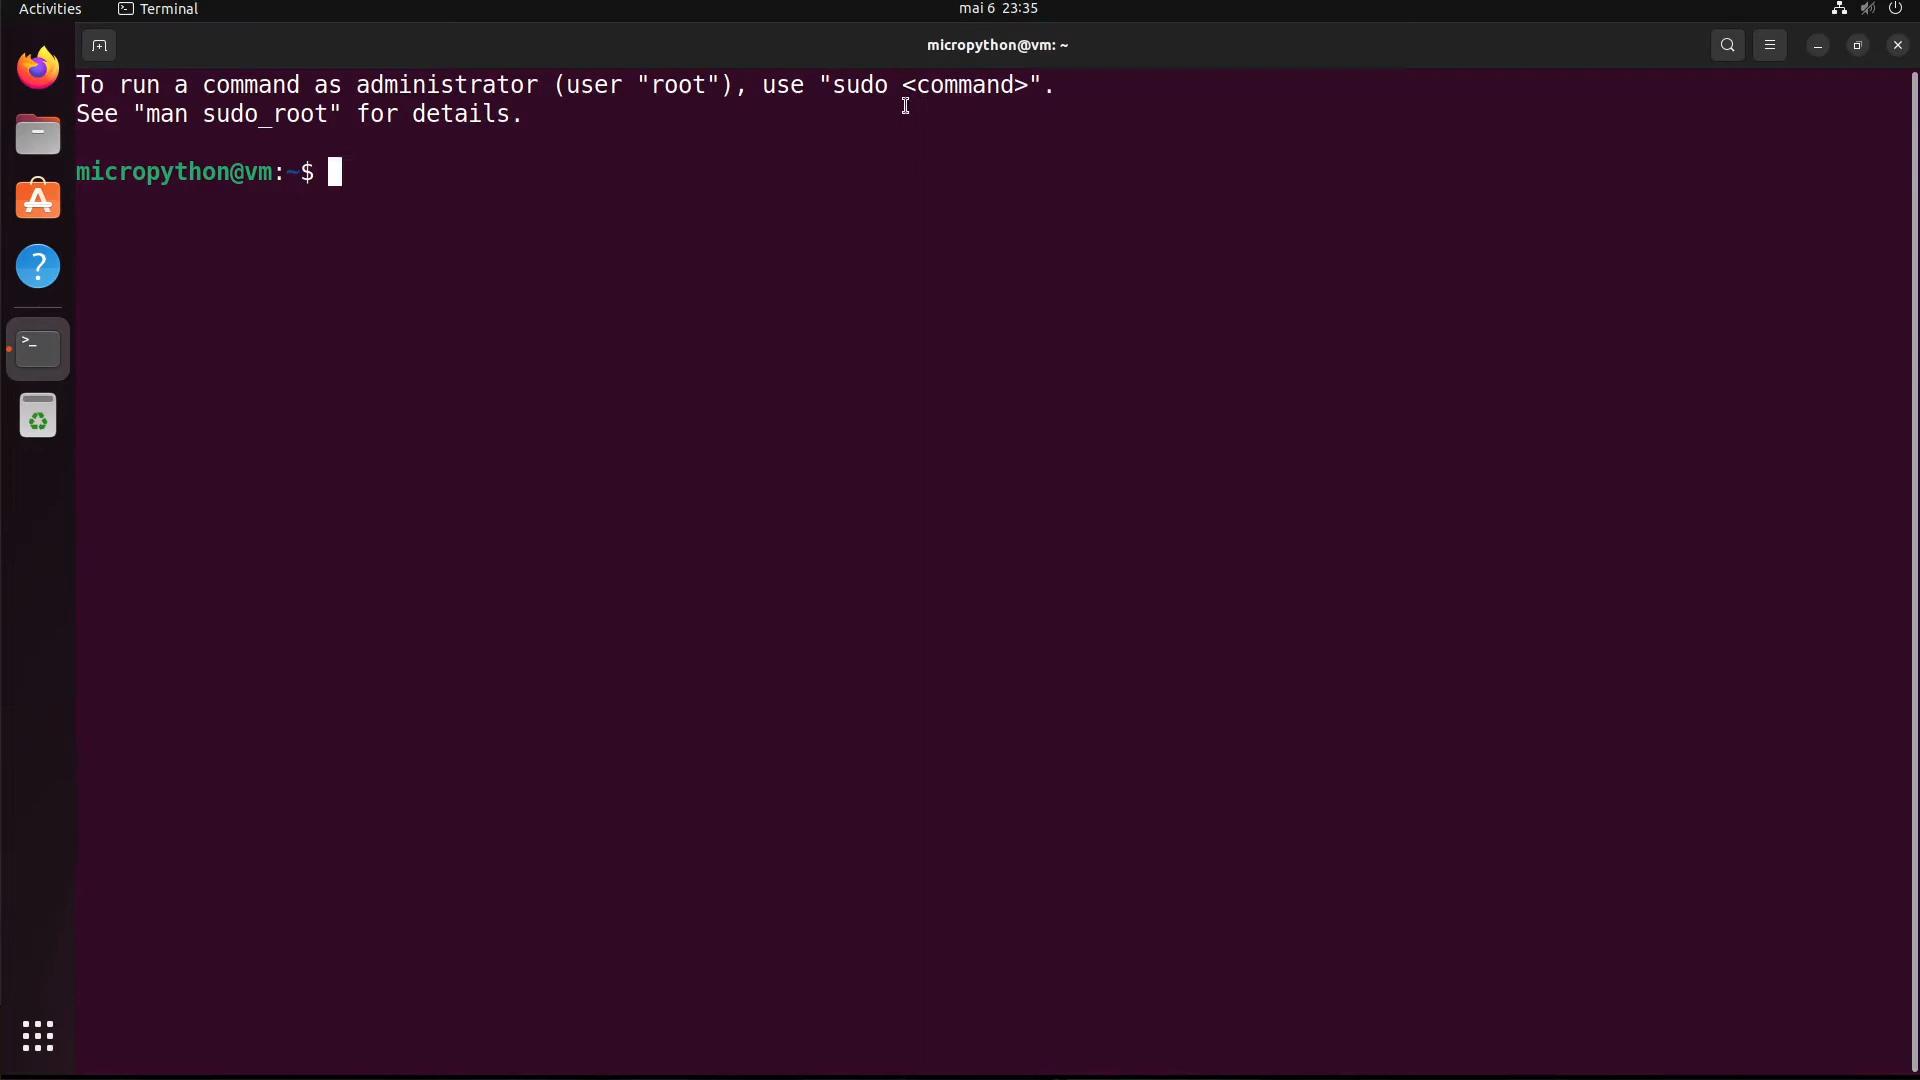 Activities Terminal mai 6 23:35
micropython@vm: ~
To run a command as administrator (user "root"), use "sudo <command>".
See "man sudo_root" for details.
micropython@vm:~$